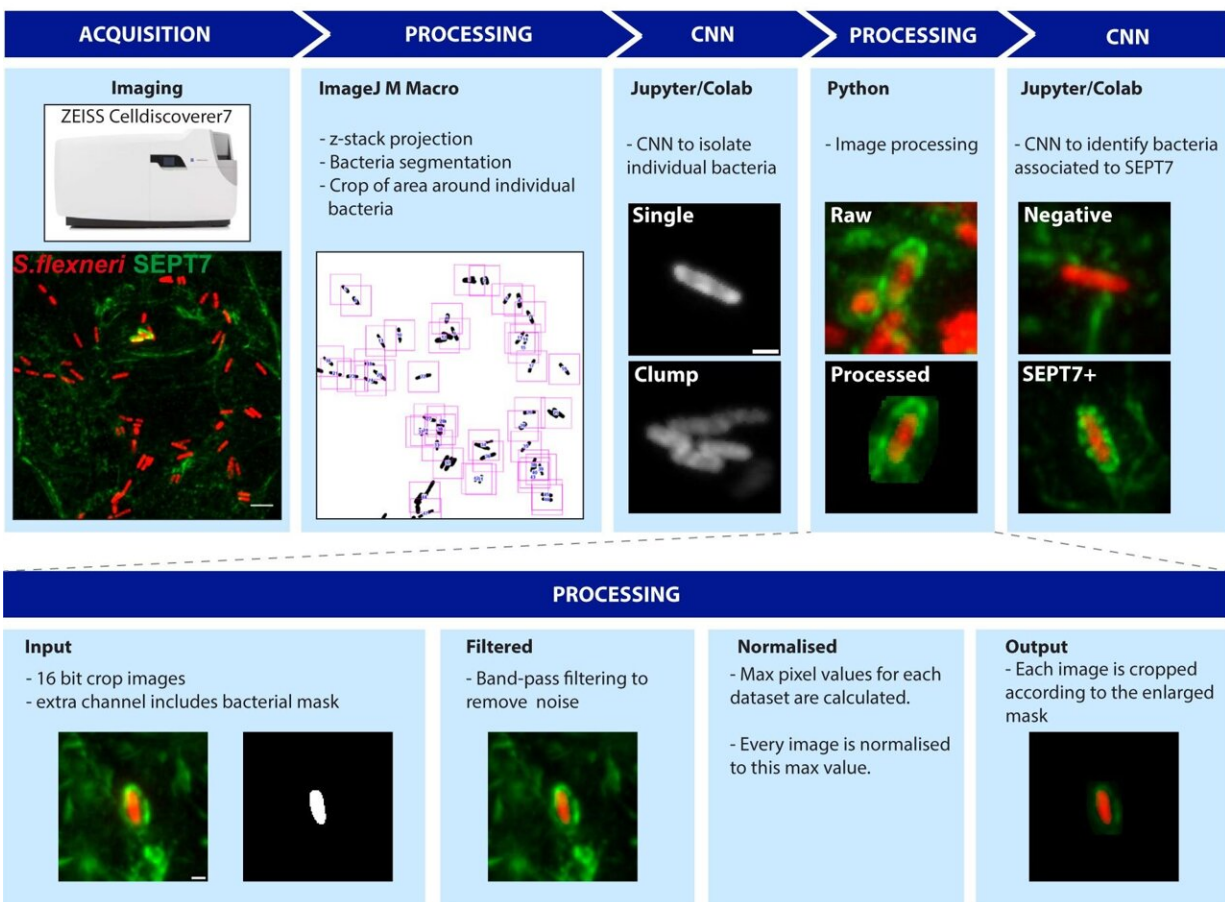 ACQUISITION
PROCESSING
CNN
PROCESSING
CNN
Imaging
ZEISS Celldiscoverer7
S.flexneri SEPT7
ImageJ M Macro
- z-stack projection
- Bacteria segmentation
- Crop of area around individual
bacteria
Jupyter/Colab
- CNN to isolate
individual bacteria
Single
Clump
Python
- Image processing
Raw
Processed
Jupyter/Colab
- CNN to identify bacteria
associated to SEPT7
Negative
SEPT7+
PROCESSING
Input
- 16 bit crop images
- extra channel includes bacterial mask
Filtered
- Band-pass filtering to
remove noise
Normalised
- Max pixel values for each
dataset are calculated.
- Every image is normalised
to this max value.
Output
- Each image is cropped
according to the enlarged
mask